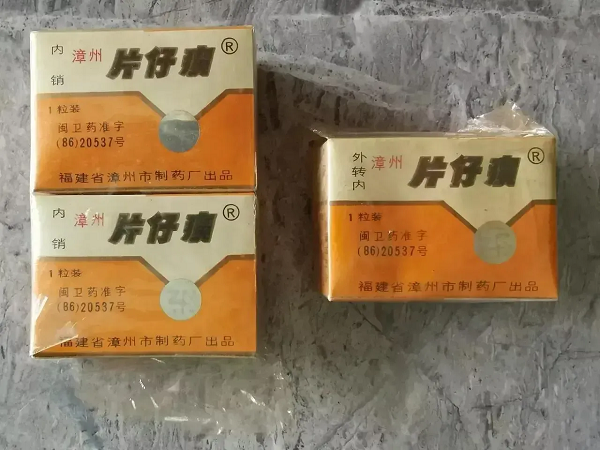 内销
漳州
片仔癀®
1粒装
闽卫药准字
(86)20537号
福建省漳州市制药厂出品
内销
漳州
片仔癀®
1粒装
闽卫药准字
(86)20537号
福建省漳州市制药厂出品
外转内
漳州
片仔癀®
1粒装
闽卫药准字
(86)20537号
福建省漳州市制药厂出品